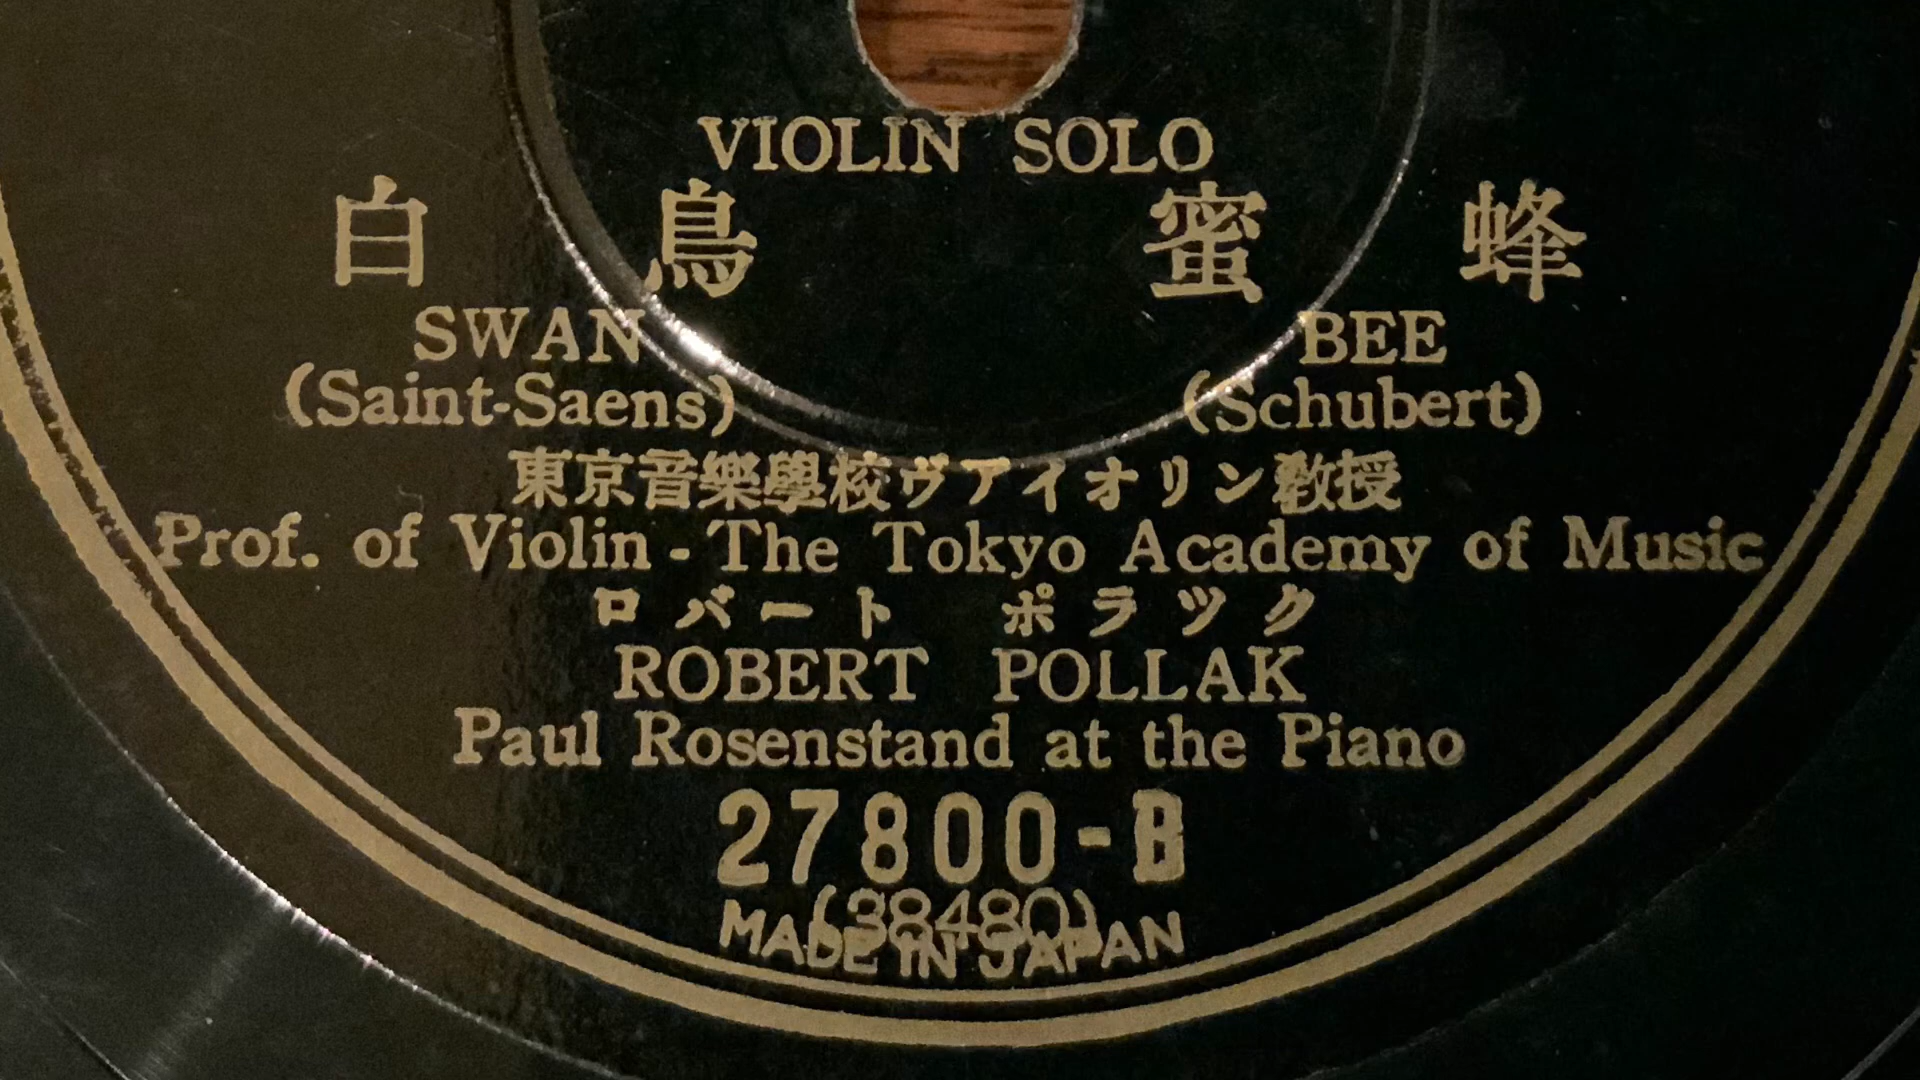 VIOLIN SOLO
白鳥 蜜蜂
SWAN BEE
(Saint-Saens) (Schubert)
東京音樂學校ヴアイオリン教授
Prof. of Violin - The Tokyo Academy of Music
ロバート ポラツク
ROBERT POLLAK
Paul Rosenstand at the Piano
27800-B
(38480)
MADE IN JAPAN